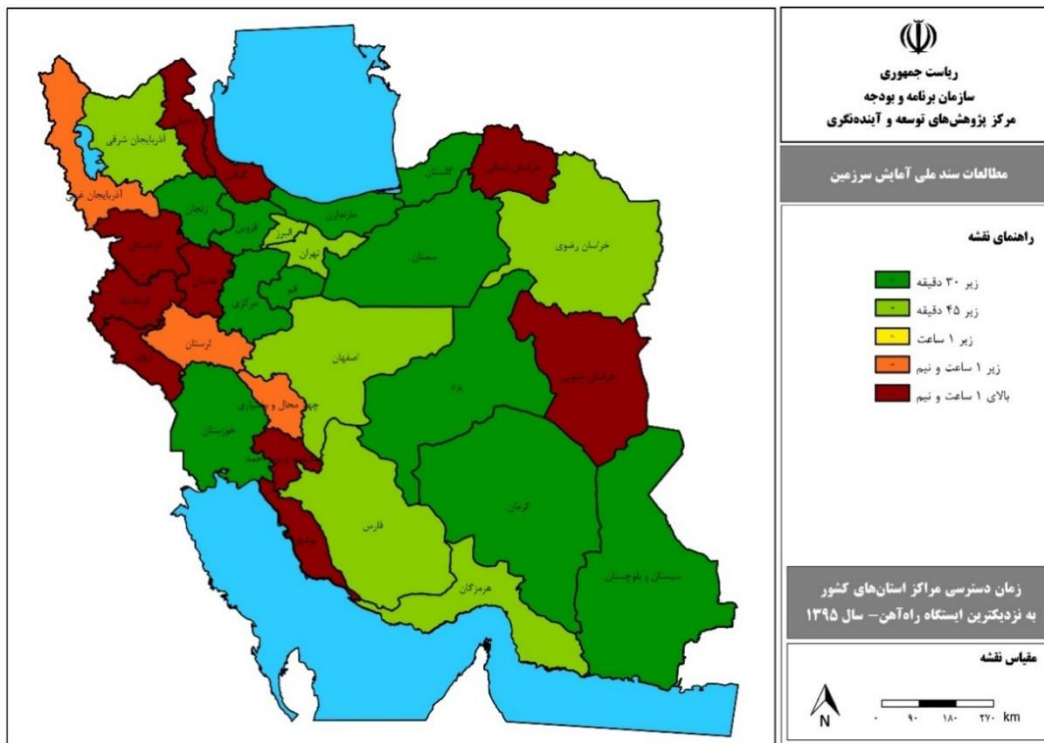 ریاست جمهوری
سازمان برنامه و بودجه
مرکز پژوهش‌های توسعه و آینده‌نگری
مطالعات سند ملی آمایش سرزمین
راهنمای نقشه
زیر ۳۰ دقیقه
زیر ۴۵ دقیقه
زیر ۱ ساعت
زیر ۱ ساعت و نیم
بالای ۱ ساعت و نیم
زمان دسترسی مراکز استان‌های کشور
به نزدیکترین ایستگاه راه‌آهن– سال ۱۳۹۵
مقیاس نقشه
N
۰ ۹۰ ۱۸۰ ۲۷۰ km
آذربایجان شرقی
آذربایجان غربی
گیلان
زنجان
قزوین
مازندران
گلستان
خراسان شمالی
خراسان رضوی
البرز
تهران
سمنان
کردستان
همدان
کرمانشاه
مرکزی
قم
لرستان
ایلام
اصفهان
چهار محال و بختیاری
یزد
خراسان جنوبی
خوزستان
فارس
کرمان
بوشهر
هرمزگان
سیستان و بلوچستان